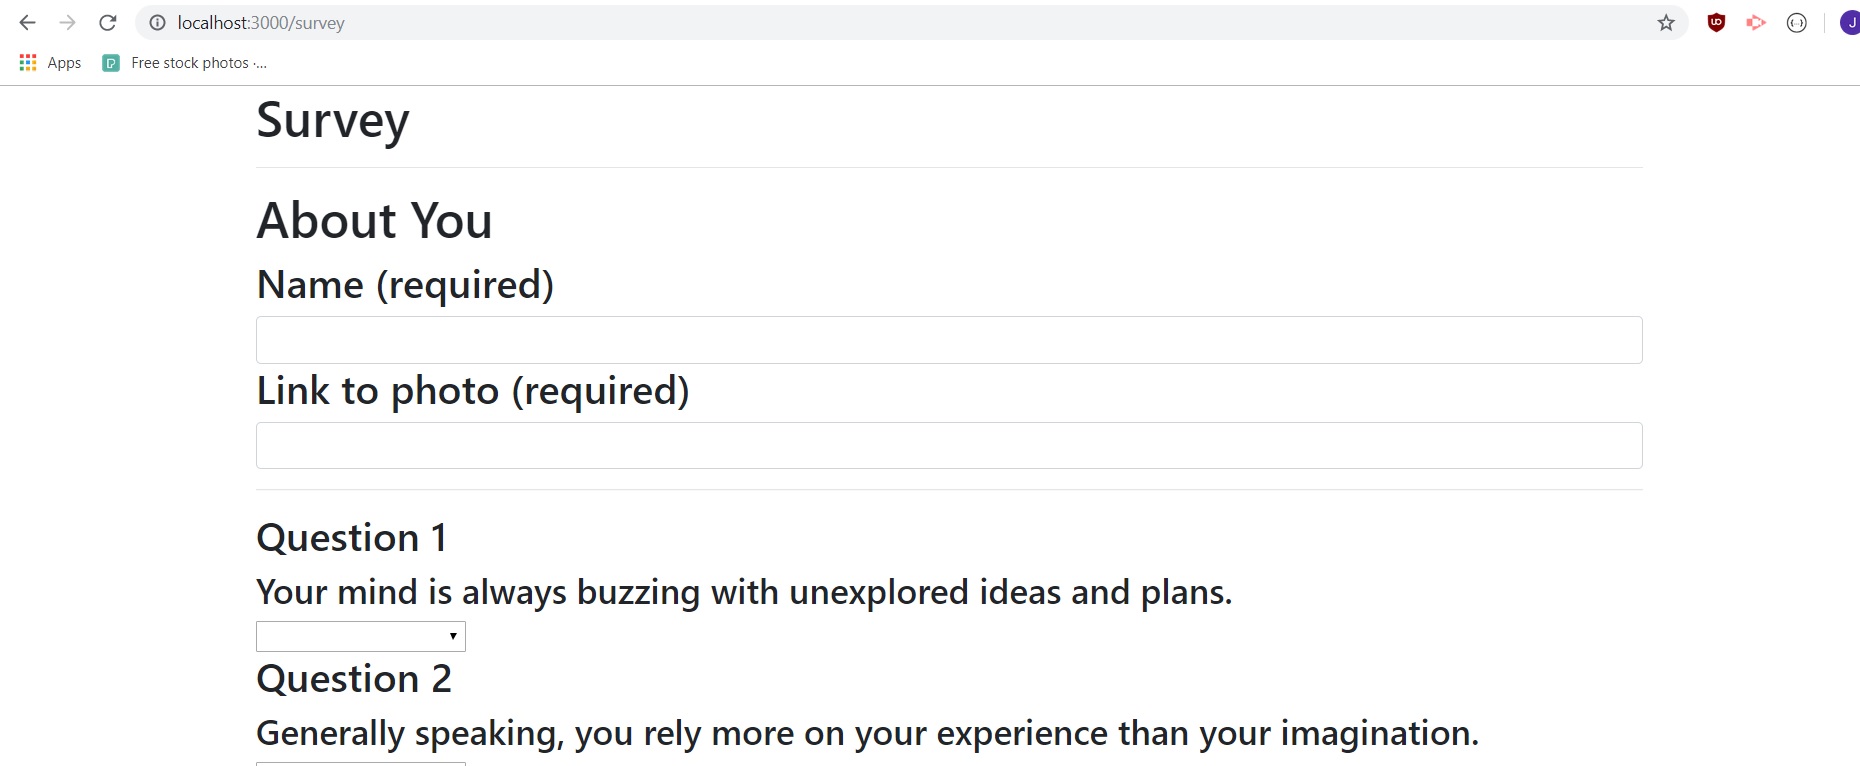 localhost:3000/survey
J
Apps
Free stock photos ·...
Survey
About You
Name (required)
Link to photo (required)
Question 1
Your mind is always buzzing with unexplored ideas and plans.
Question 2
Generally speaking, you rely more on your experience than your imagination.